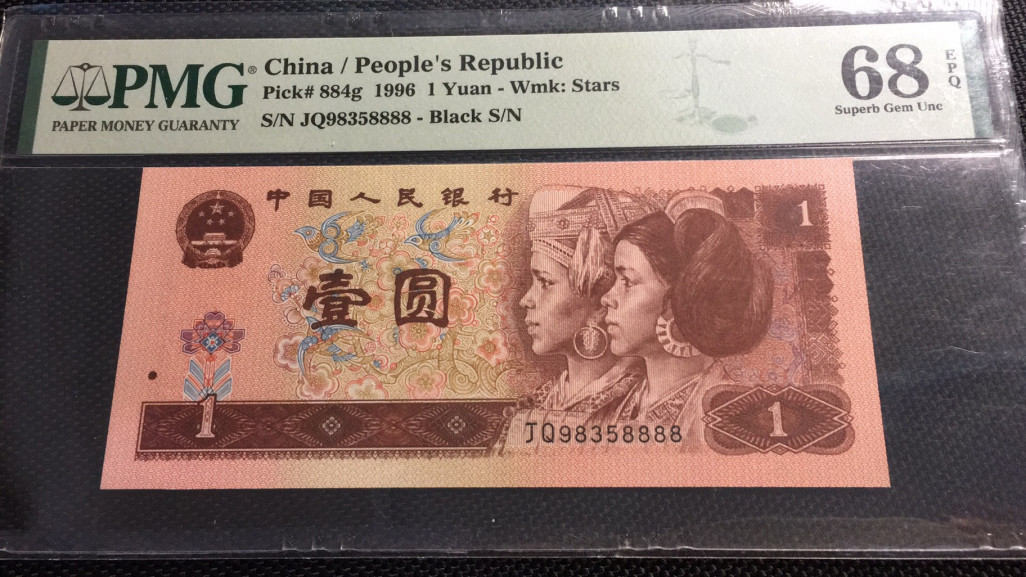 PMG®
PAPER MONEY GUARANTY
China / People's Republic
Pick# 884g 1996 1 Yuan - Wmk: Stars
S/N JQ98358888 - Black S/N
68
EPQ
Superb Gem Unc
中国人民银行
1
壹圆
1
JQ98358888
1